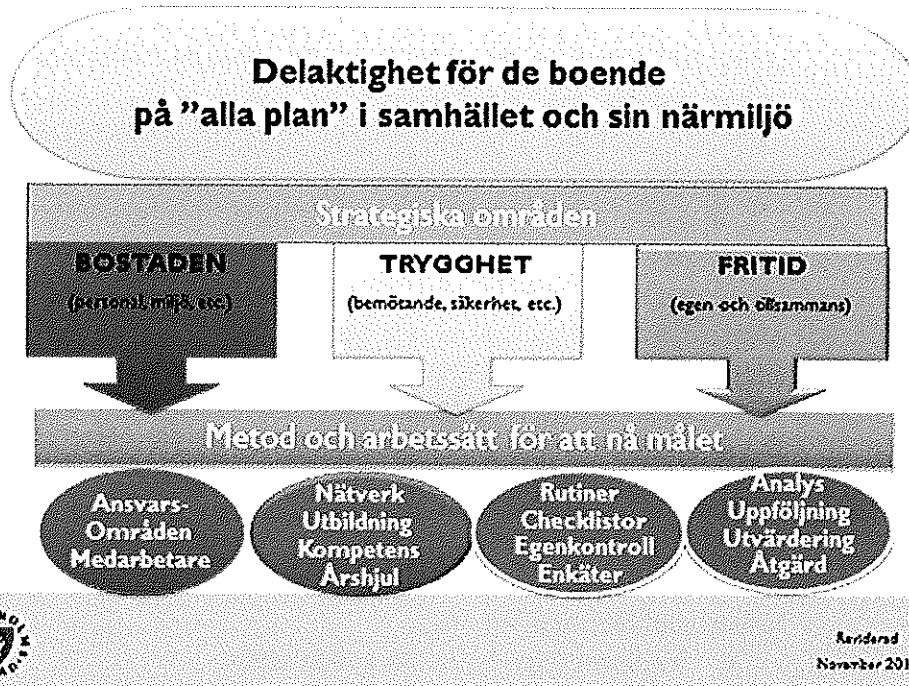 Delaktighet för de boende
på ”alla plan” i samhället och sin närmiljö
Strategiska områden
BOSTADEN
(personal, miljö, etc.)
TRYGGHET
(bemötande, säkerhet, etc.)
FRITID
(egen och tillsammans)
Metod och arbetssätt för att nå målet
Ansvars-
Områden
Medarbetare
Nätverk
Utbildning
Kompetens
Årshjul
Rutiner
Checklistor
Egenkontroll
Enkäter
Analys
Uppföljning
Utvärdering
Åtgärd
Reviderad
November 201